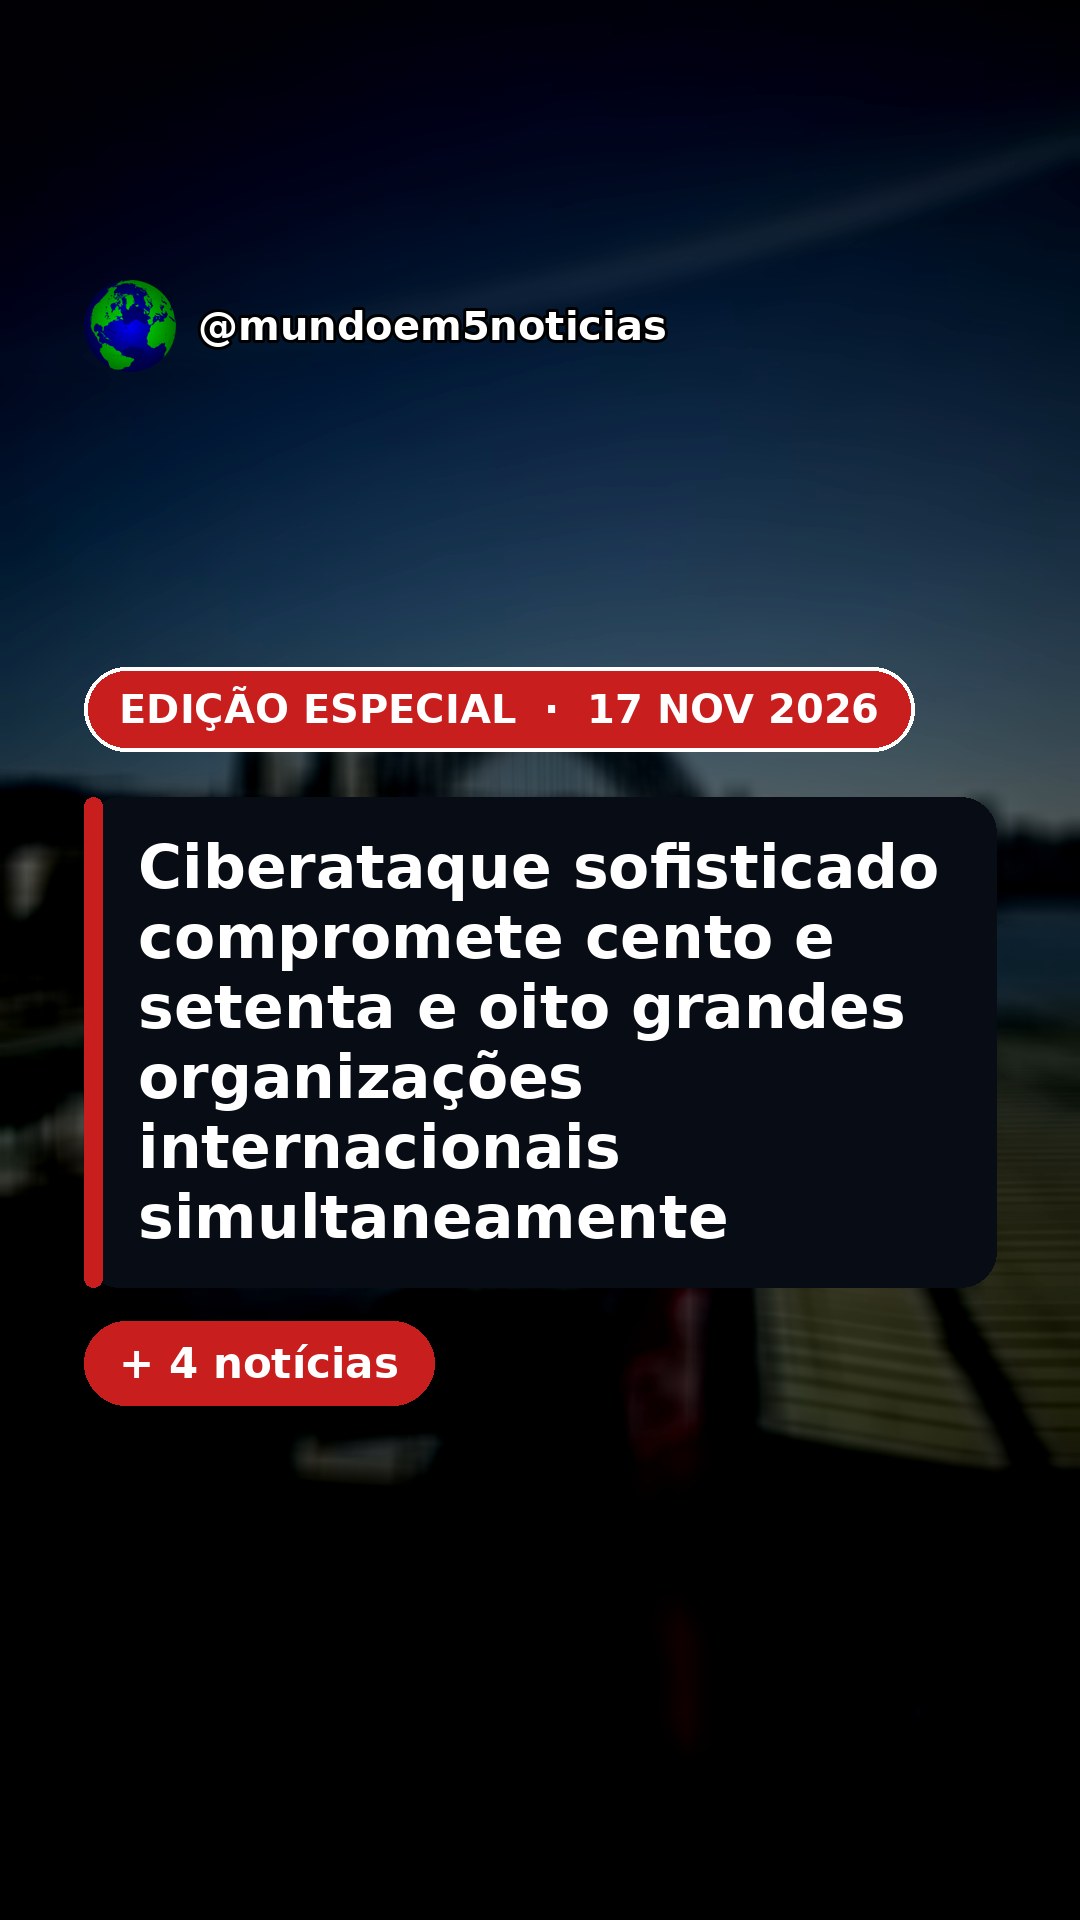 @mundoem5noticias
EDIÇÃO ESPECIAL · 17 NOV 2026
Ciberataque sofisticado
compromete cento e
setenta e oito grandes
organizações
internacionais
simultaneamente
+ 4 notícias